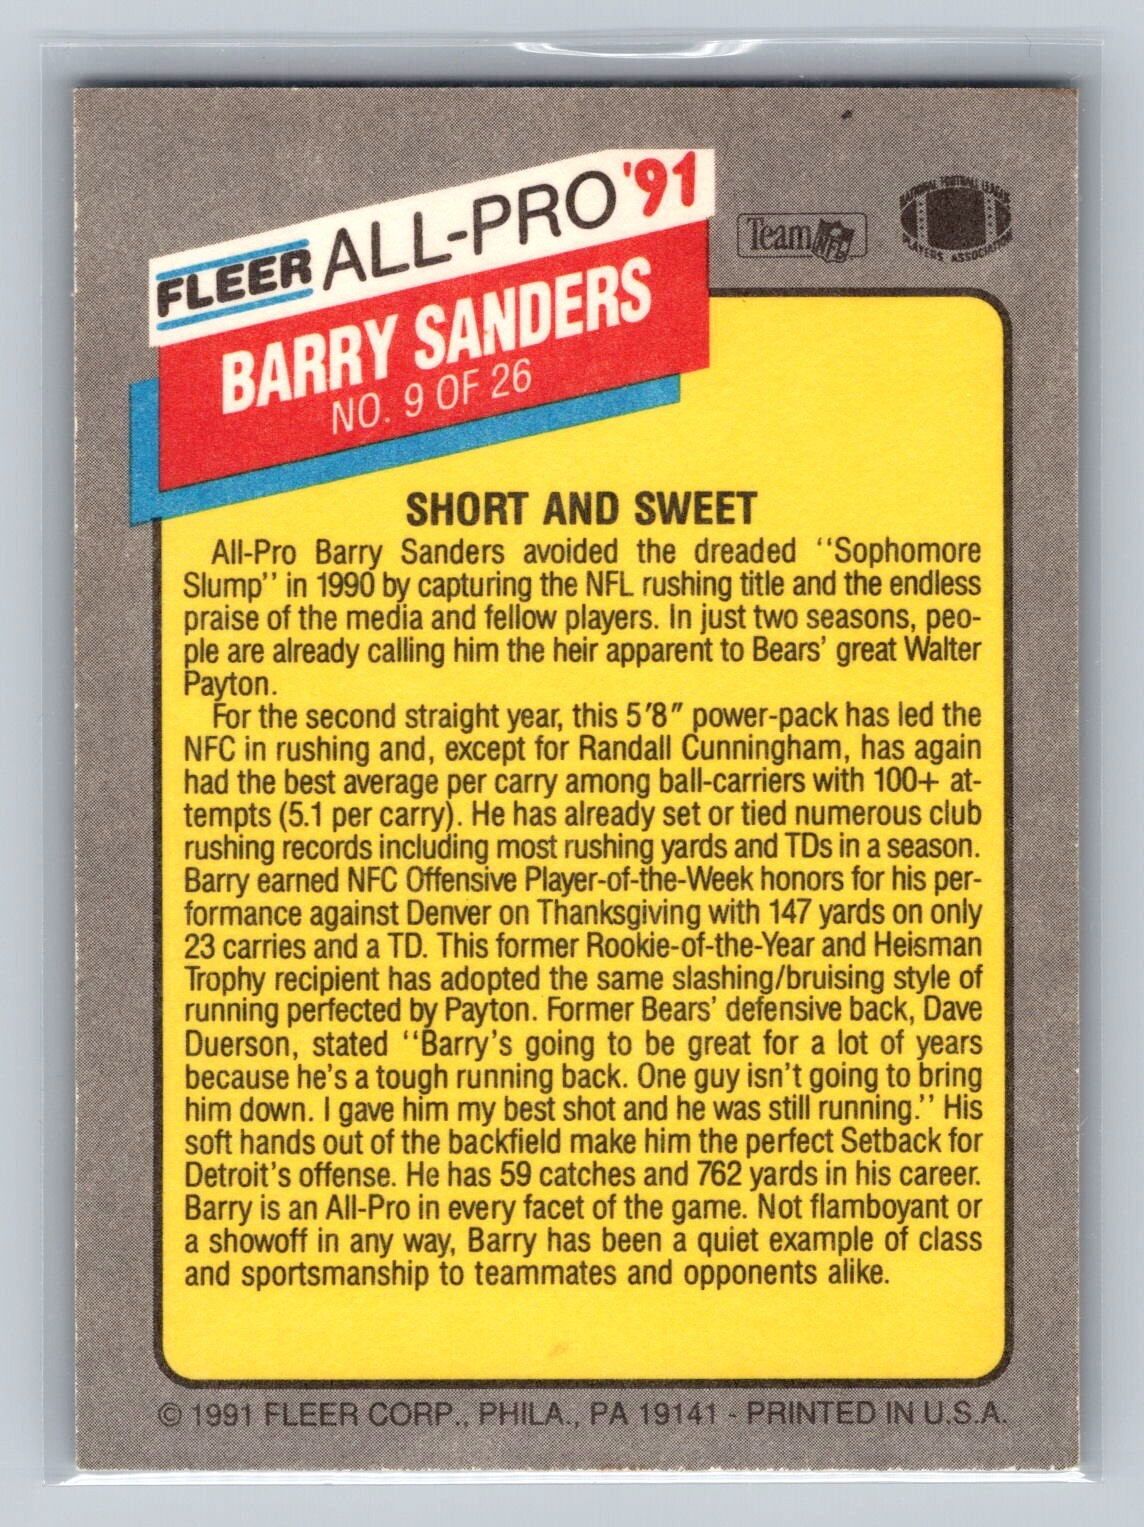 FLEER ALL-PRO '91
BARRY SANDERS
NO. 9 OF 26
Team NFL
NATIONAL FOOTBALL LEAGUE
PLAYERS ASSOCIATION
SHORT AND SWEET
All-Pro Barry Sanders avoided the dreaded ''Sophomore
Slump'' in 1990 by capturing the NFL rushing title and the endless
praise of the media and fellow players. In just two seasons, peo-
ple are already calling him the heir apparent to Bears' great Walter
Payton.
For the second straight year, this 5'8" power-pack has led the
NFC in rushing and, except for Randall Cunningham, has again
had the best average per carry among ball-carriers with 100+ at-
tempts (5.1 per carry). He has already set or tied numerous club
rushing records including most rushing yards and TDs in a season.
Barry earned NFC Offensive Player-of-the-Week honors for his per-
formance against Denver on Thanksgiving with 147 yards on only
23 carries and a TD. This former Rookie-of-the-Year and Heisman
Trophy recipient has adopted the same slashing/bruising style of
running perfected by Payton. Former Bears' defensive back, Dave
Duerson, stated ''Barry's going to be great for a lot of years
because he's a tough running back. One guy isn't going to bring
him down. I gave him my best shot and he was still running.'' His
soft hands out of the backfield make him the perfect Setback for
Detroit's offense. He has 59 catches and 762 yards in his career.
Barry is an All-Pro in every facet of the game. Not flamboyant or
a showoff in any way, Barry has been a quiet example of class
and sportsmanship to teammates and opponents alike.
© 1991 FLEER CORP., PHILA., PA 19141 - PRINTED IN U.S.A.